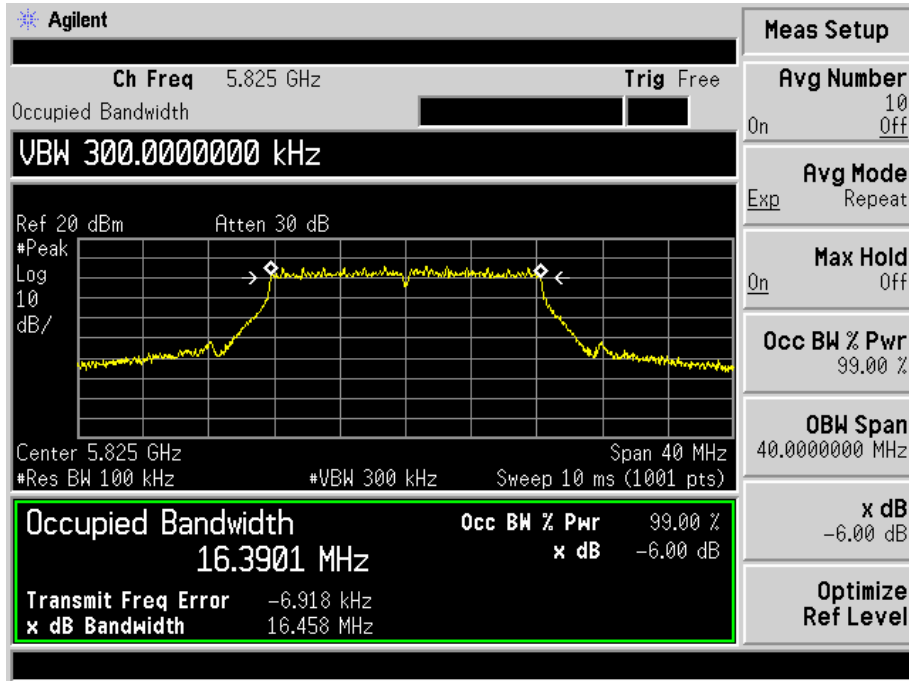 Agilent
Ch Freq 5.825 GHz Trig Free
Occupied Bandwidth
VBW 300.0000000 kHz
Ref 20 dBm Atten 30 dB
#Peak
Log
10
dB/
Center 5.825 GHz Span 40 MHz
#Res BW 100 kHz #VBW 300 kHz Sweep 10 ms (1001 pts)
Occupied Bandwidth Occ BW % Pwr 99.00 %
16.3901 MHz x dB -6.00 dB
Transmit Freq Error -6.918 kHz
x dB Bandwidth 16.458 MHz
Meas Setup
Avg Number
10
On Off
Avg Mode
Exp Repeat
Max Hold
On Off
Occ BW % Pwr
99.00 %
OBW Span
40.0000000 MHz
x dB
-6.00 dB
Optimize
Ref Level